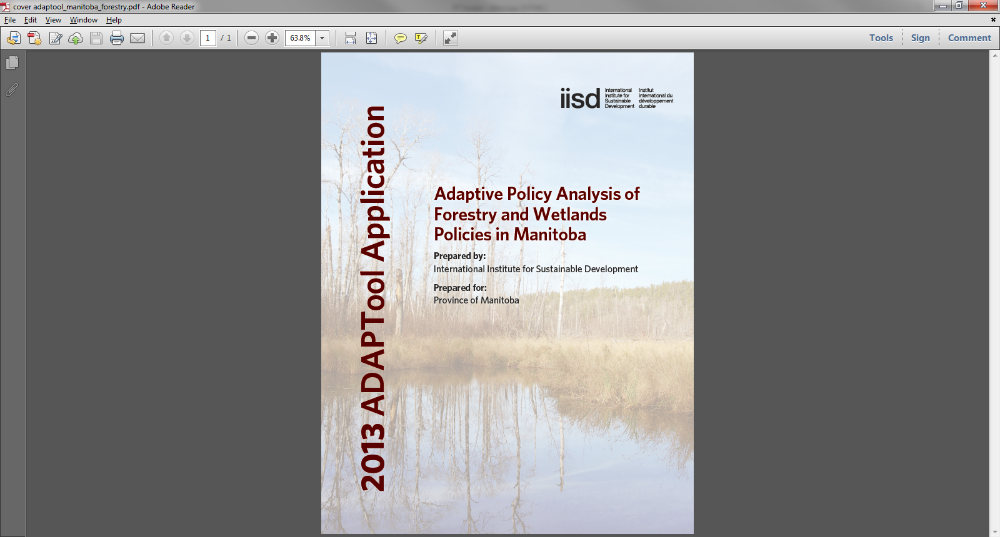 cover adaptool_manitoba_forestry.pdf - Adobe Reader
File Edit View Window Help
1 / 1 63.8% Tools Sign Comment
iisd
International
Institute for
Sustainable
Development
Institut
international du
développement
durable
2013 ADAPTool Application
Adaptive Policy Analysis of
Forestry and Wetlands
Policies in Manitoba
Prepared by:
International Institute for Sustainable Development
Prepared for:
Province of Manitoba